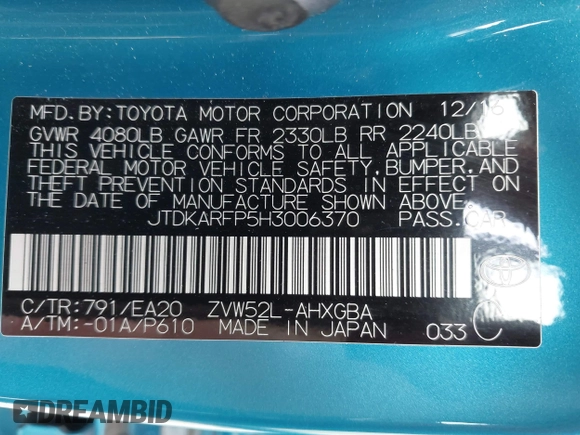 MFD.BY:TOYOTA MOTOR CORPORATION 12/16
GVWR 4080LB GAWR FR 2330LB RR 2240LB
THIS VEHICLE CONFORMS TO ALL APPLICABLE
FEDERAL MOTOR VEHICLE SAFETY, BUMPER, AND
THEFT PREVENTION STANDARDS IN EFFECT ON
THE DATE OF MANUFACTURE SHOWN ABOVE.
JTDKARFP5H3006370 PASS.CAR
C/TR:791/EA20 ZVW52L-AHXGBA
A/TM:-01A/P610 MADE IN JAPAN 033 C
DREAMBID